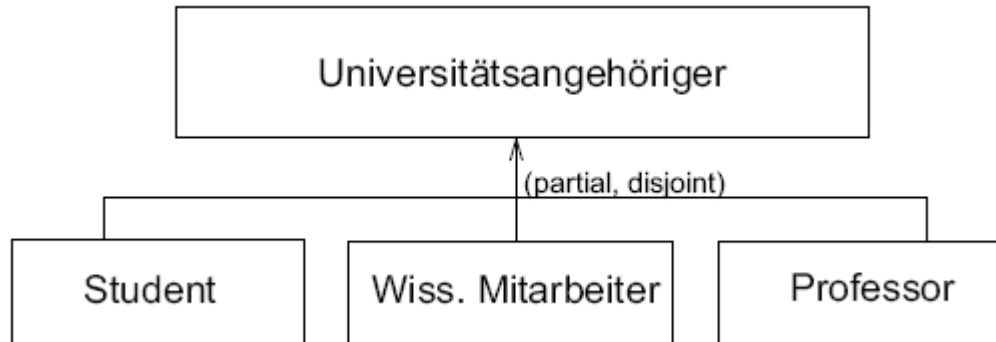 Universitätsangehöriger
(partial, disjoint)
Student
Wiss. Mitarbeiter
Professor